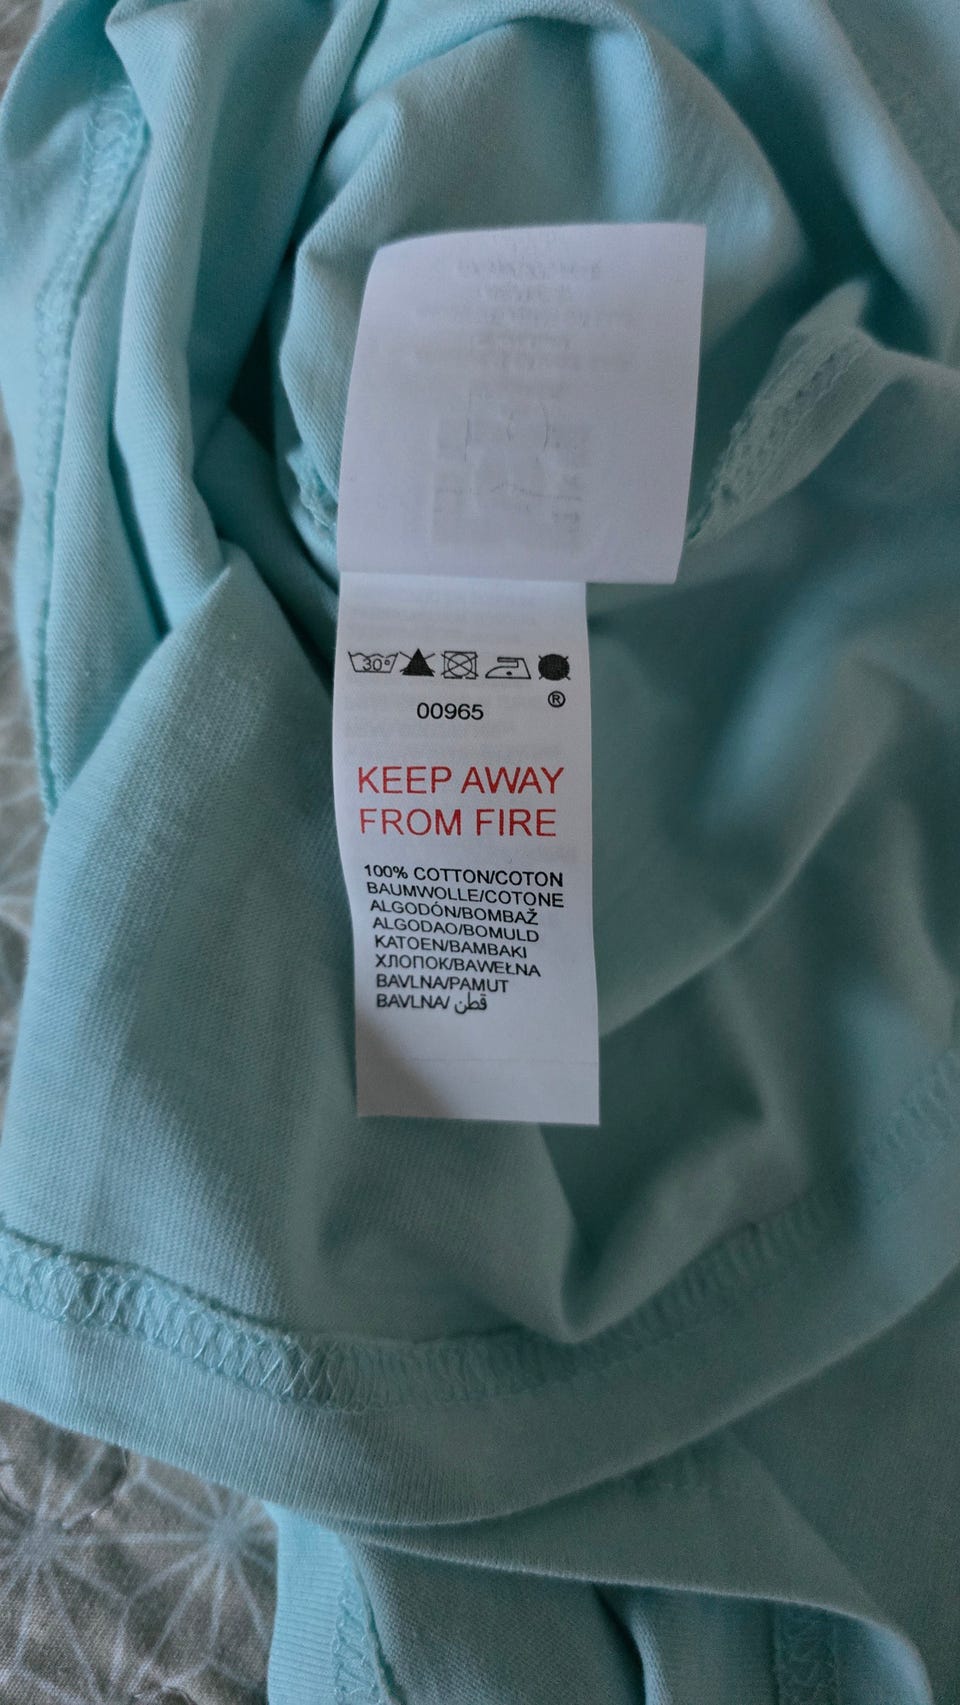 30°
®
00965
KEEP AWAY
FROM FIRE
100% COTTON/COTON
BAUMWOLLE/COTONE
ALGODÓN/BOMBAŽ
ALGODAO/BOMULD
KATOEN/BAMBAKI
ХЛОПОК/BAWEŁNA
BAVLNA/PAMUT
BAVLNA/ قطن